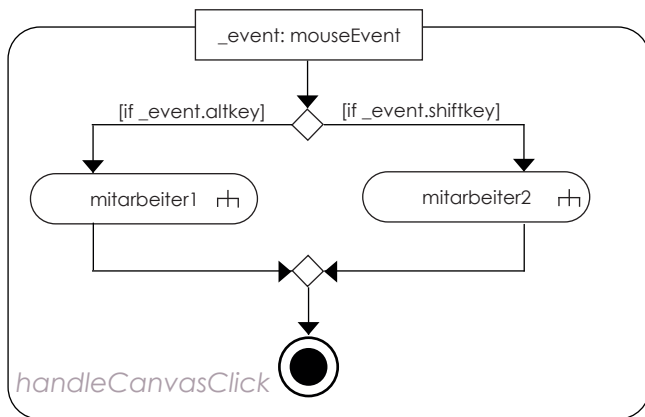 _event: mouseEvent
[if _event.altkey]
[if _event.shiftkey]
mitarbeiter1
mitarbeiter2
handleCanvasClick